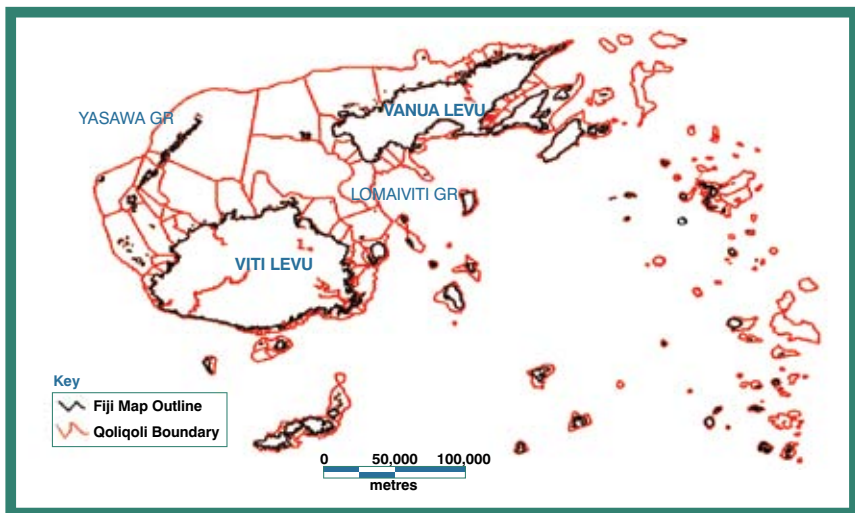 VANUA LEVU
YASAWA GR
LOMAIVITI GR
VITI LEVU
Key
Fiji Map Outline
Qoliqoli Boundary
0 50,000 100,000
metres